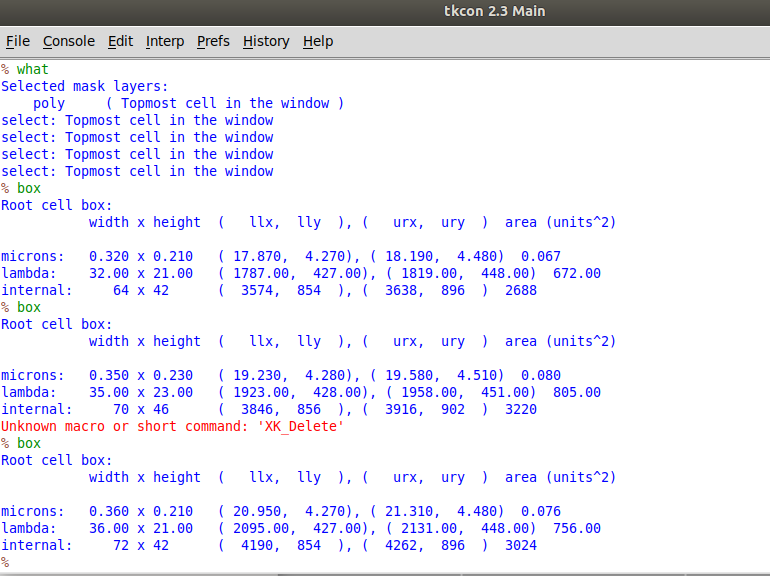 tkcon 2.3 Main
File Console Edit Interp Prefs History Help
% what
Selected mask layers:
    poly     ( Topmost cell in the window )
select: Topmost cell in the window
select: Topmost cell in the window
select: Topmost cell in the window
select: Topmost cell in the window
% box
Root cell box:
           width x height  (   llx,  lly  ), (   urx,  ury  )  area (units^2)
microns:   0.320 x 0.210   ( 17.870,  4.270), ( 18.190,  4.480)  0.067
lambda:   32.00 x 21.00   ( 1787.00,  427.00), ( 1819.00,  448.00)  672.00
internal:     64 x 42      (  3574,  854  ), (  3638,  896  )  2688
% box
Root cell box:
           width x height  (   llx,  lly  ), (   urx,  ury  )  area (units^2)
microns:   0.350 x 0.230   ( 19.230,  4.280), ( 19.580,  4.510)  0.080
lambda:   35.00 x 23.00   ( 1923.00,  428.00), ( 1958.00,  451.00)  805.00
internal:     70 x 46      (  3846,  856  ), (  3916,  902  )  3220
Unknown macro or short command: 'XK_Delete'
% box
Root cell box:
           width x height  (   llx,  lly  ), (   urx,  ury  )  area (units^2)
microns:   0.360 x 0.210   ( 20.950,  4.270), ( 21.310,  4.480)  0.076
lambda:   36.00 x 21.00   ( 2095.00,  427.00), ( 2131.00,  448.00)  756.00
internal:     72 x 42      (  4190,  854  ), (  4262,  896  )  3024
%